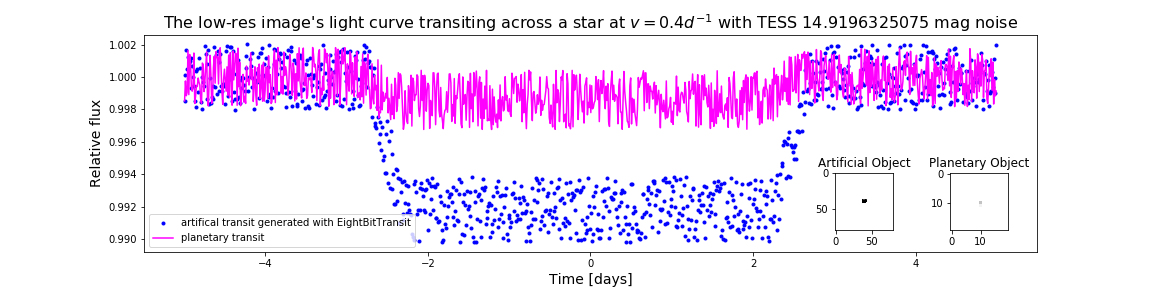 The low-res image's light curve transiting across a star at v = 0.4d⁻¹ with TESS 14.9196325075 mag noise
Relative flux
1.002
1.000
0.998
0.996
0.994
0.992
0.990
artifical transit generated with EightBitTransit
planetary transit
Artificial Object
0
50
0 50
Planetary Object
0
10
0 10
−4 −2 0 2 4
Time [days]